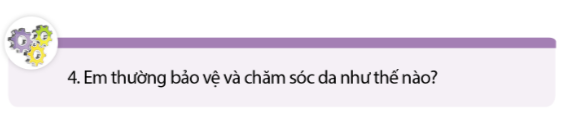 4. Em thường bảo vệ và chăm sóc da như thế nào?